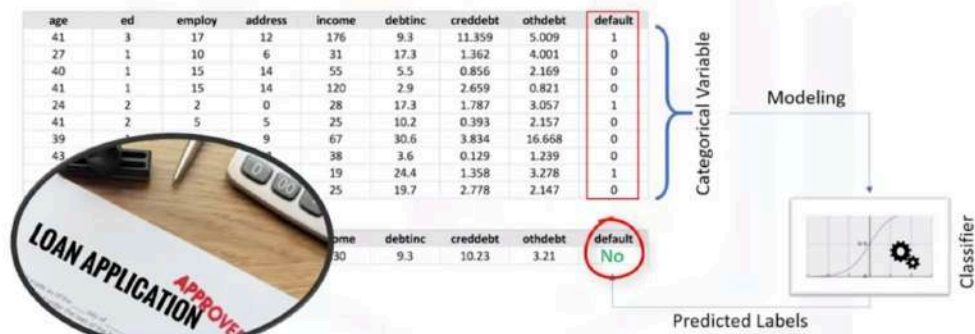 age ed employ address income debtinc creddebt othdebt default
41 3 17 12 176 9.3 11.359 5.009 1
27 1 10 6 31 17.3 1.362 4.001 0
40 1 15 14 55 5.5 0.856 2.169 0
41 1 15 14 120 2.9 2.659 0.821 0
24 2 2 0 28 17.3 1.787 3.057 1
41 2 5 5 25 10.2 0.393 2.157 0
39 9 67 30.6 3.834 16.668 0
43 38 3.6 0.129 1.239 0
19 24.4 1.358 3.278 1
25 19.7 2.778 2.147 0
Categorical Variable
Modeling
Classifier
ome debtinc creddebt othdebt default
30 9.3 10.23 3.21 No
LOAN APPLICATION
APPROVE
Predicted Labels